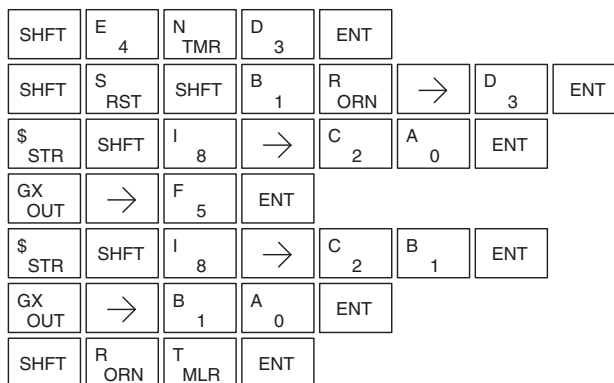 SHFT E 4 N TMR D 3 ENT
SHFT S RST SHFT B 1 R ORN → D 3 ENT
$ STR SHFT I 8 → C 2 A 0 ENT
GX OUT → F 5 ENT
$ STR SHFT I 8 → C 2 B 1 ENT
GX OUT → B 1 A 0 ENT
SHFT R ORN T MLR ENT